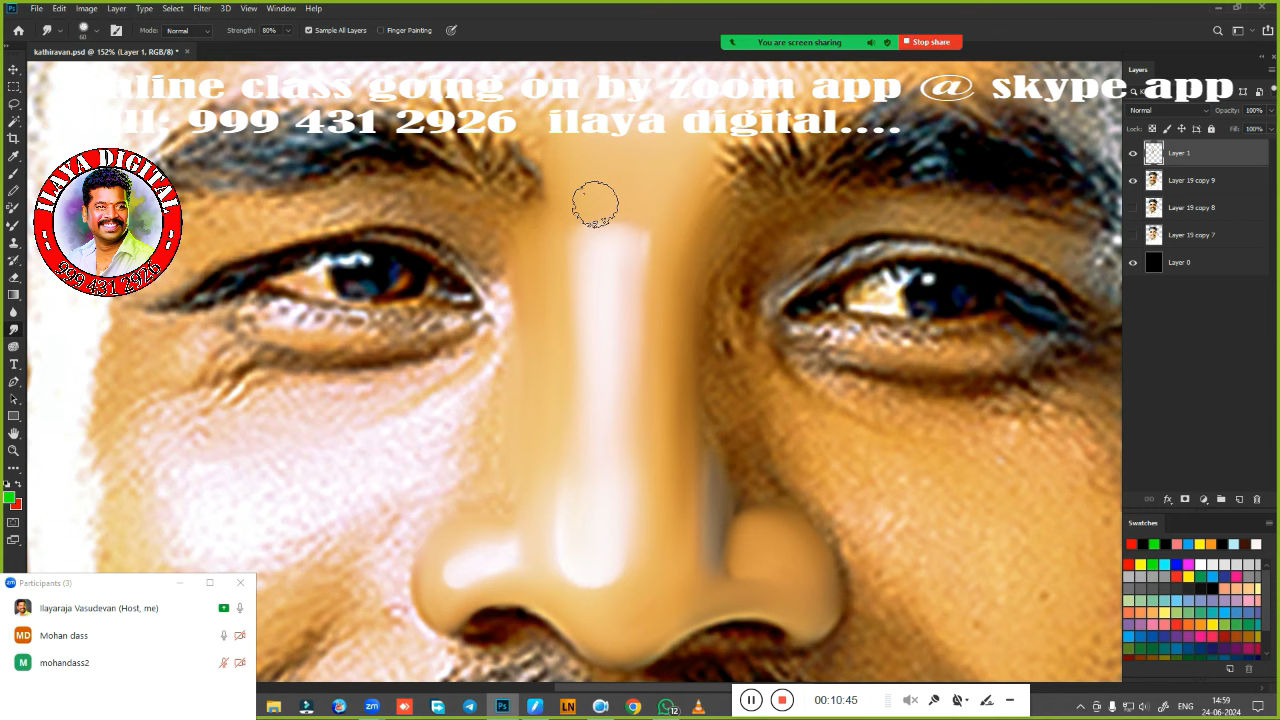 File Edit Image Layer Type Select Filter 3D View Window Help
Mode: Normal Strength: 80% Sample All Layers Finger Painting
60
kathiravan.psd @ 152% (Layer 1, RGB/8) * ×
You are screen sharing Stop share
nline class going on by zoom app @ skype app
999 431 2926 ilaya digital....
ILAYA DIGITAL
999 431 2926
Layers
Normal Opacity: 100%
Lock: Fill: 100%
Layer 1
Layer 19 copy 9
Layer 19 copy 8
Layer 19 copy 7
Layer 0
Swatches
Participants (3)
Ilayaraja Vasudevan (Host, me)
MD Mohan dass
M mohandass2
00:10:45
ENG 14:59
24-06-2024